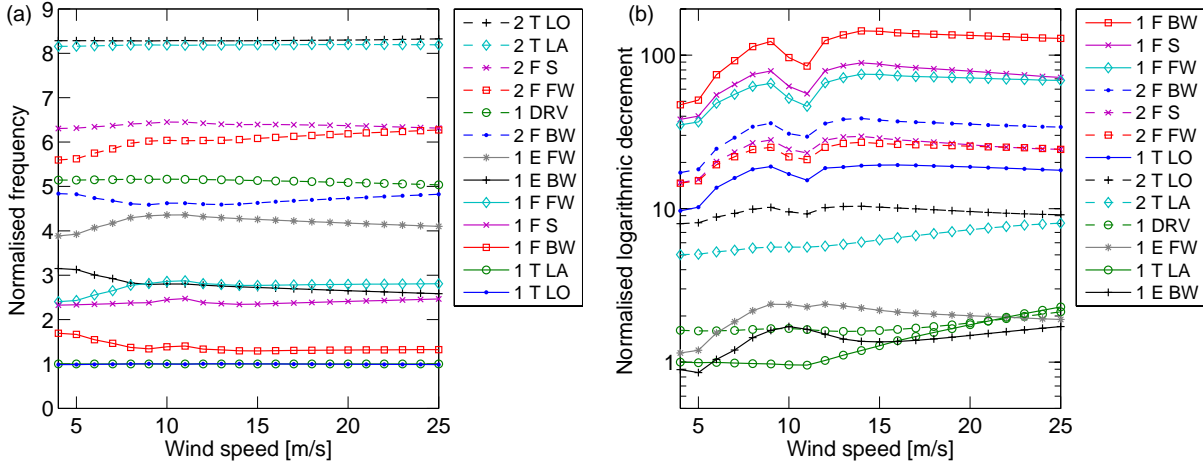 (a)
Normalised frequency
9
8
7
6
5
4
3
2
1
0
5
10
15
20
25
Wind speed [m/s]
2 T LO
2 T LA
2 F S
2 F FW
1 DRV
2 F BW
1 E FW
1 E BW
1 F FW
1 F S
1 F BW
1 T LA
1 T LO
(b)
Normalised logarithmic decrement
100
10
1
5
10
15
20
25
Wind speed [m/s]
1 F BW
1 F S
1 F FW
2 F BW
2 F S
2 F FW
1 T LO
2 T LO
2 T LA
1 DRV
1 E FW
1 T LA
1 E BW